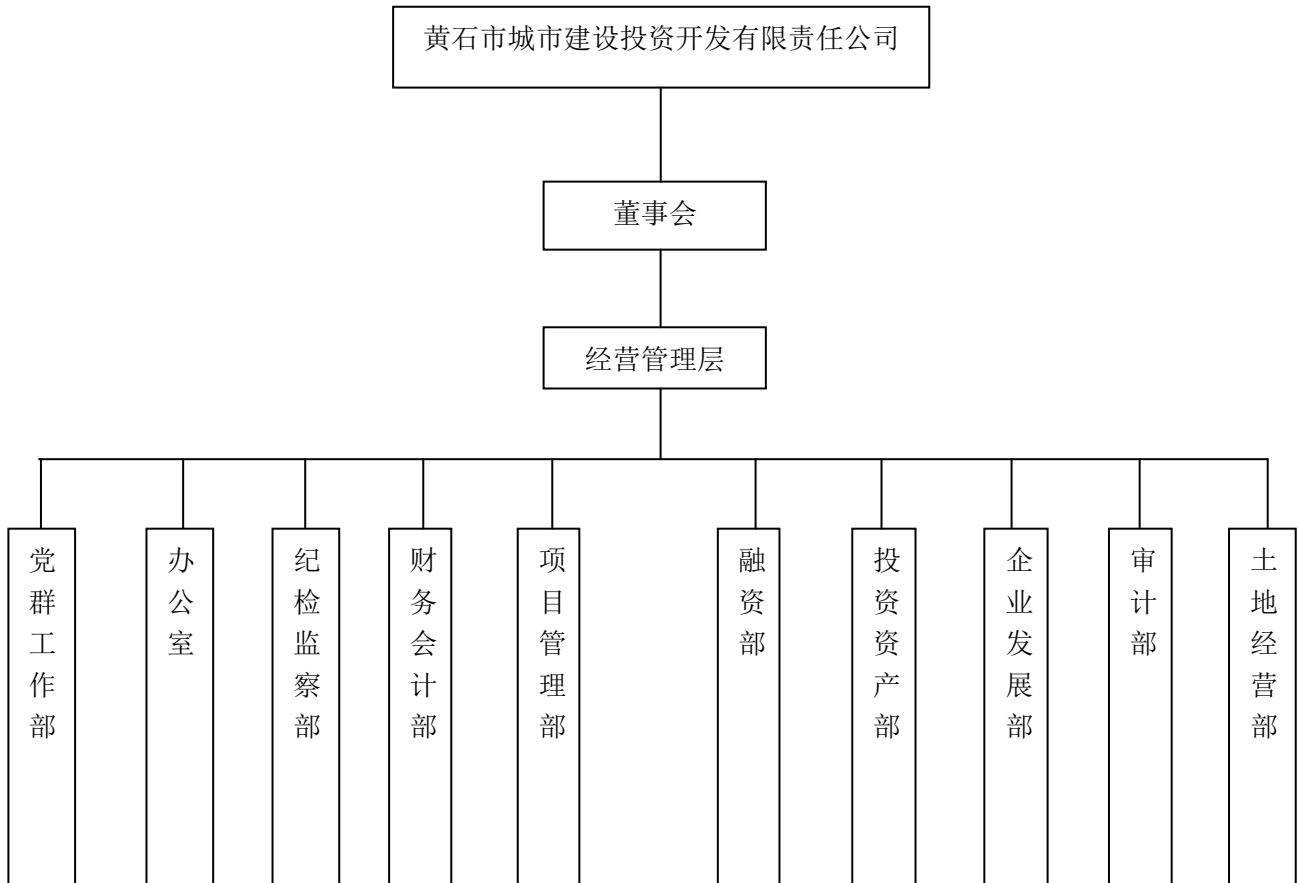 黄石市城市建设投资开发有限责任公司
董事会
经营管理层
党群工作部
办公室
纪检监察部
财务会计部
项目管理部
融资部
投资资产部
企业发展部
审计部
土地经营部